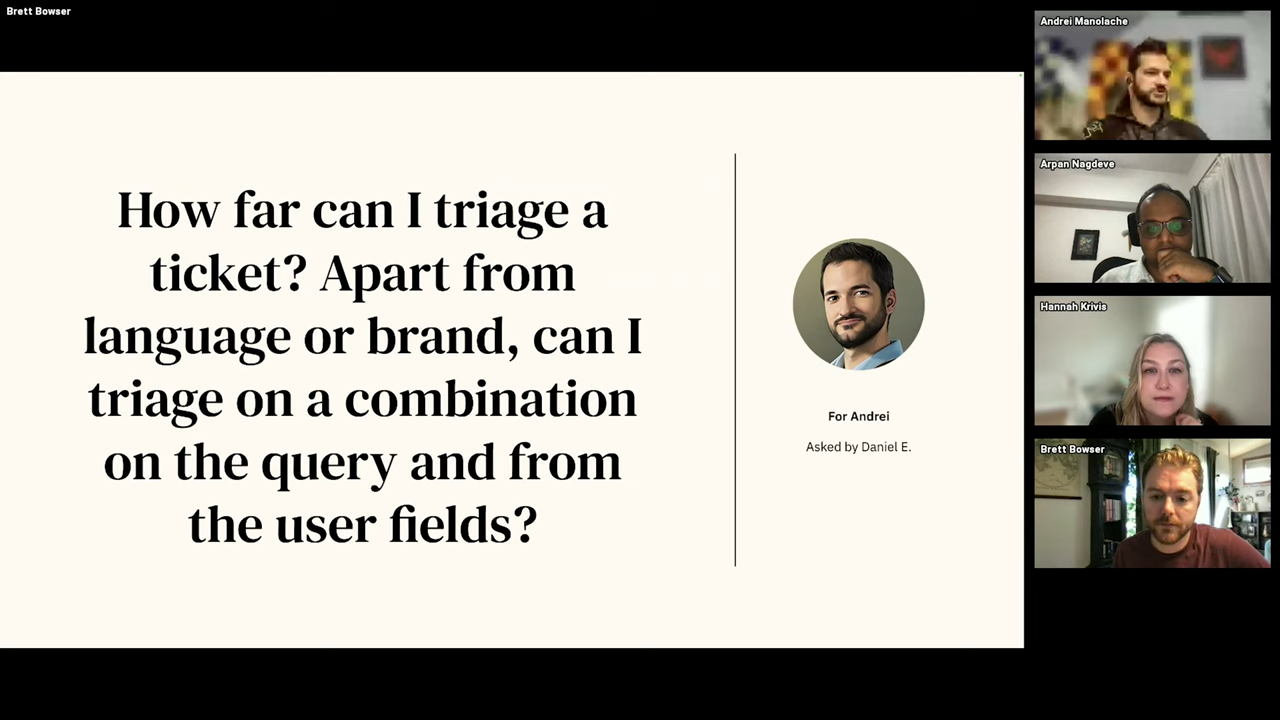 Brett Bowser
How far can I triage a
ticket? Apart from
language or brand, can I
triage on a combination
on the query and from
the user fields?
For Andrei
Asked by Daniel E.
Andrei Manolache
Arpan Nagdeve
Hannah Krivis
Brett Bowser